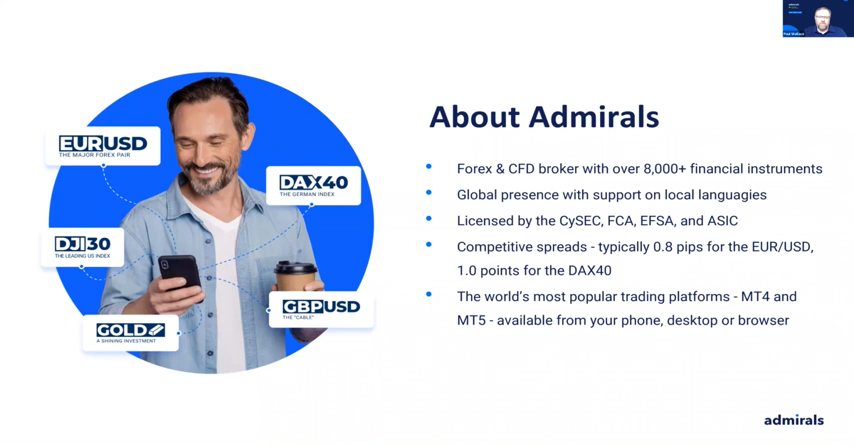 admirals
EURUSD
THE MAJOR FOREX PAIR
DAX40
THE GERMAN INDEX
DJI30
THE LEADING US INDEX
GBPUSD
THE "CABLE"
GOLD
A SHINING INVESTMENT
About Admirals
• Forex & CFD broker with over 8,000+ financial instruments
• Global presence with support on local languagies
• Licensed by the CySEC, FCA, EFSA, and ASIC
• Competitive spreads - typically 0.8 pips for the EUR/USD,
1.0 points for the DAX40
• The world's most popular trading platforms - MT4 and
MT5 - available from your phone, desktop or browser
admirals